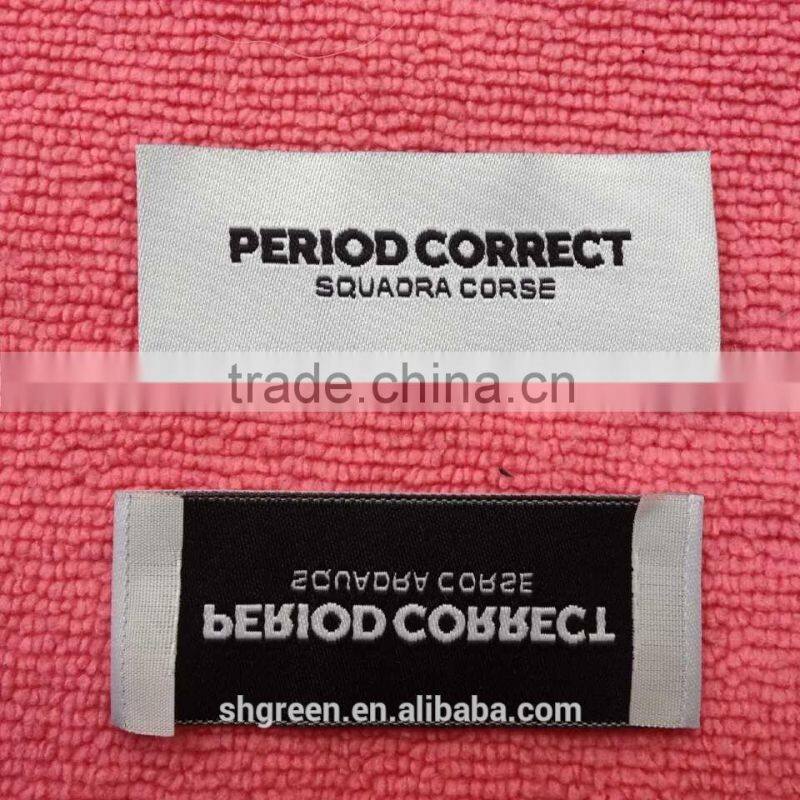 PERIOD CORRECT
SQUADRA CORSE
trade.china.cn
SQUADRA CORSE
PERIOD CORRECT
shgreen.en.alibaba.com